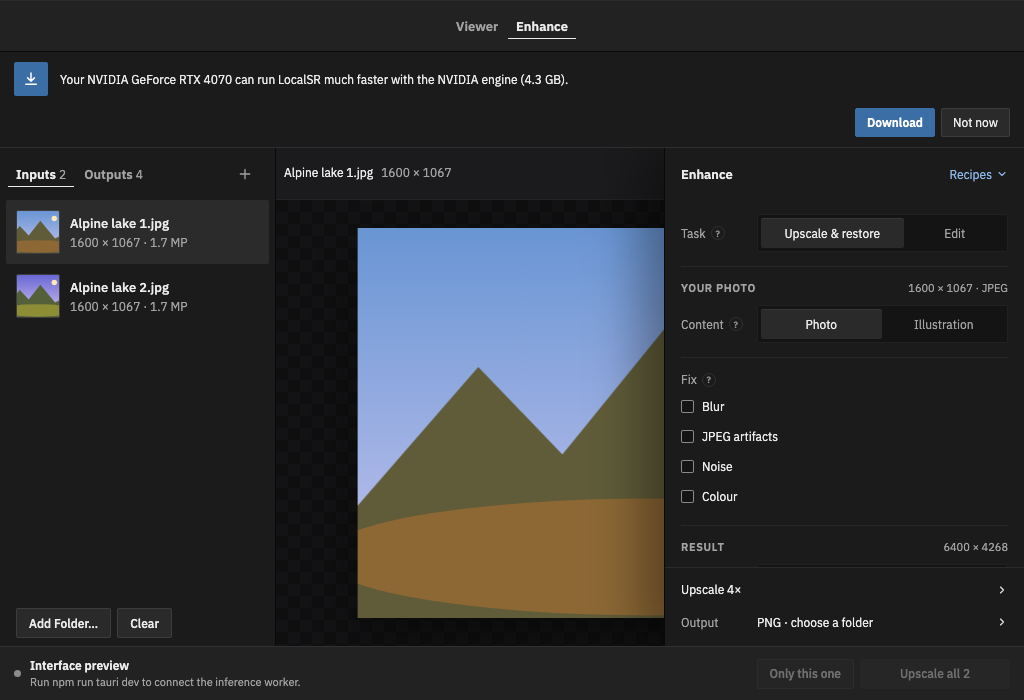 Viewer Enhance
Your NVIDIA GeForce RTX 4070 can run LocalSR much faster with the NVIDIA engine (4.3 GB).
Download Not now
Inputs 2 Outputs 4 +
Alpine lake 1.jpg
1600 × 1067 · 1.7 MP
Alpine lake 2.jpg
1600 × 1067 · 1.7 MP
Add Folder... Clear
Alpine lake 1.jpg 1600 × 1067
Enhance Recipes
Task ? Upscale & restore Edit
YOUR PHOTO 1600 × 1067 · JPEG
Content ? Photo Illustration
Fix ?
Blur
JPEG artifacts
Noise
Colour
RESULT 6400 × 4268
Upscale 4×
Output PNG · choose a folder
Interface preview
Run npm run tauri dev to connect the inference worker.
Only this one Upscale all 2